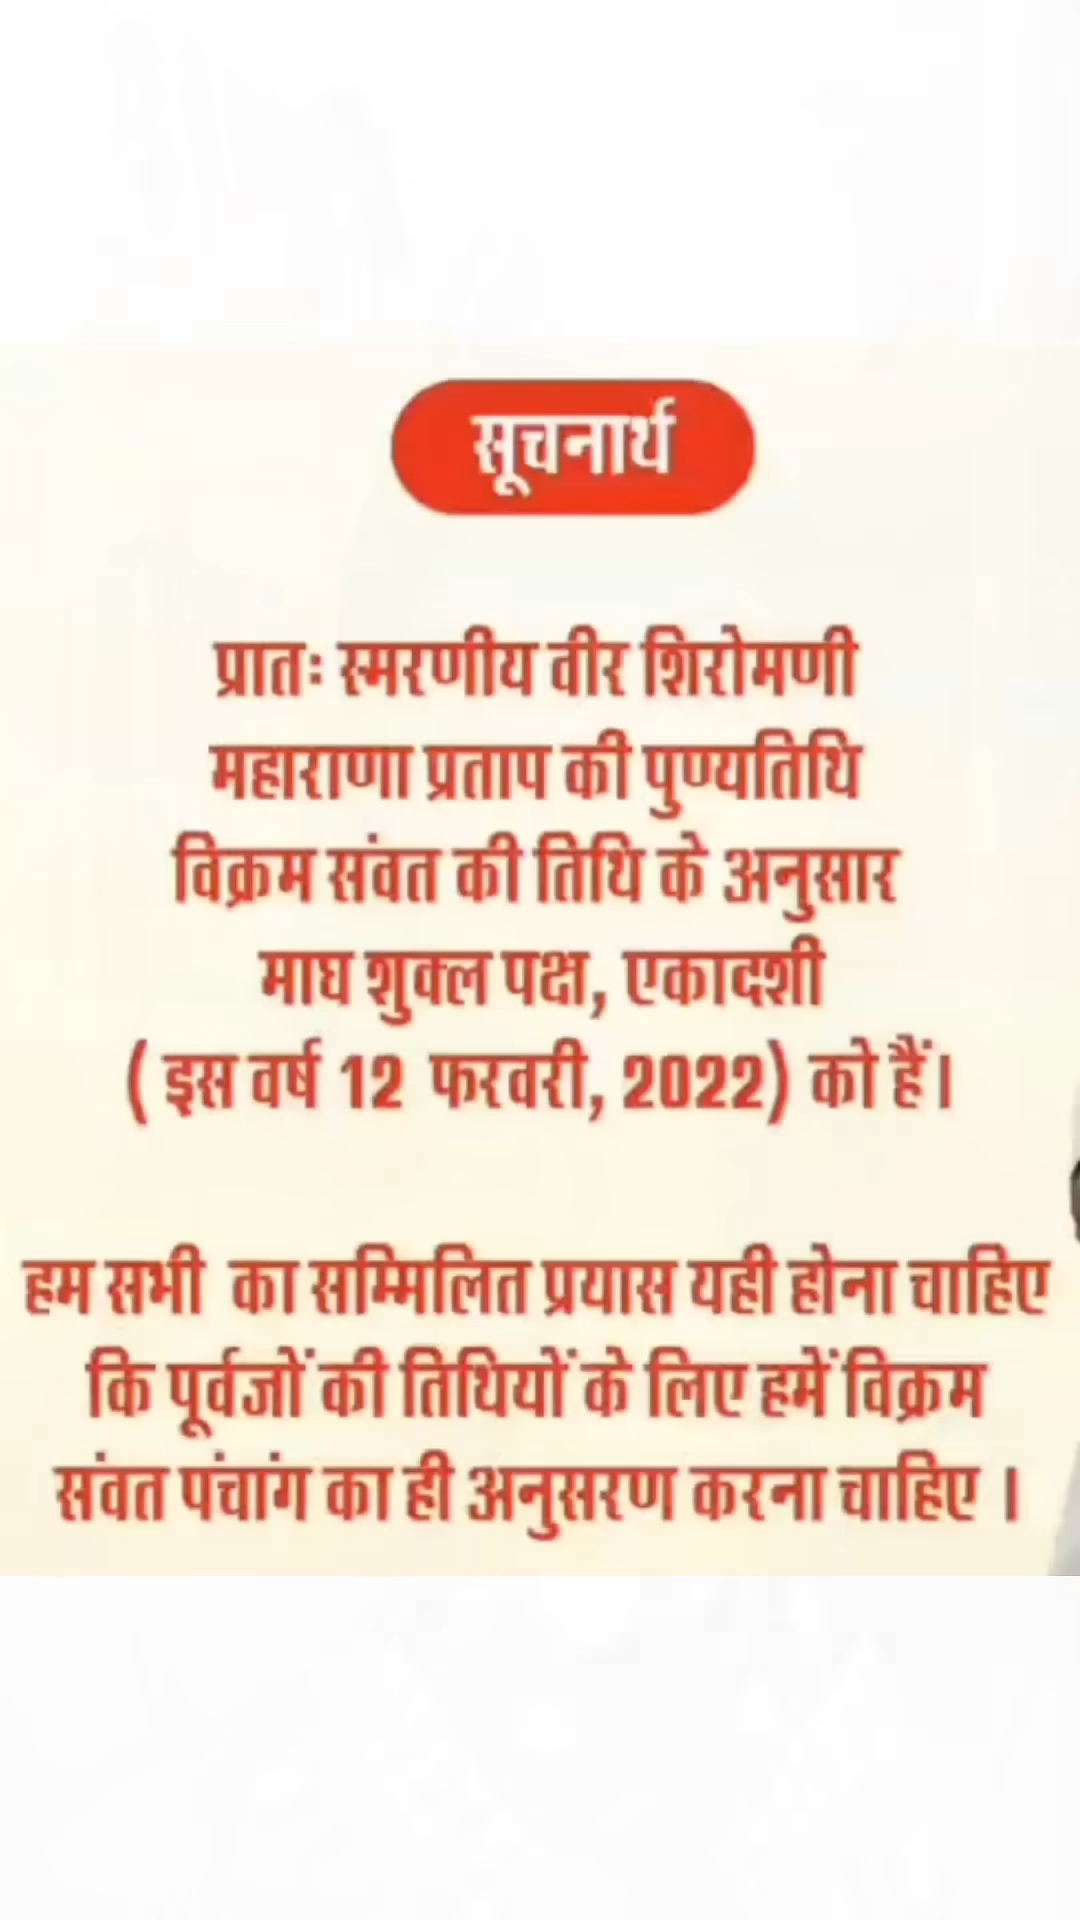 सूचनार्थ
प्रातः स्मरणीय वीर शिरोमणी
महाराणा प्रताप की पुण्यतिथि
विक्रम संवत की तिथि के अनुसार
माघ शुक्ल पक्ष, एकादशी
( इस वर्ष 12 फरवरी, 2022) को हैं।
हम सभी का सम्मिलित प्रयास यही होना चाहिए
कि पूर्वजों की तिथियों के लिए हमें विक्रम
संवत पंचांग का ही अनुसरण करना चाहिए ।